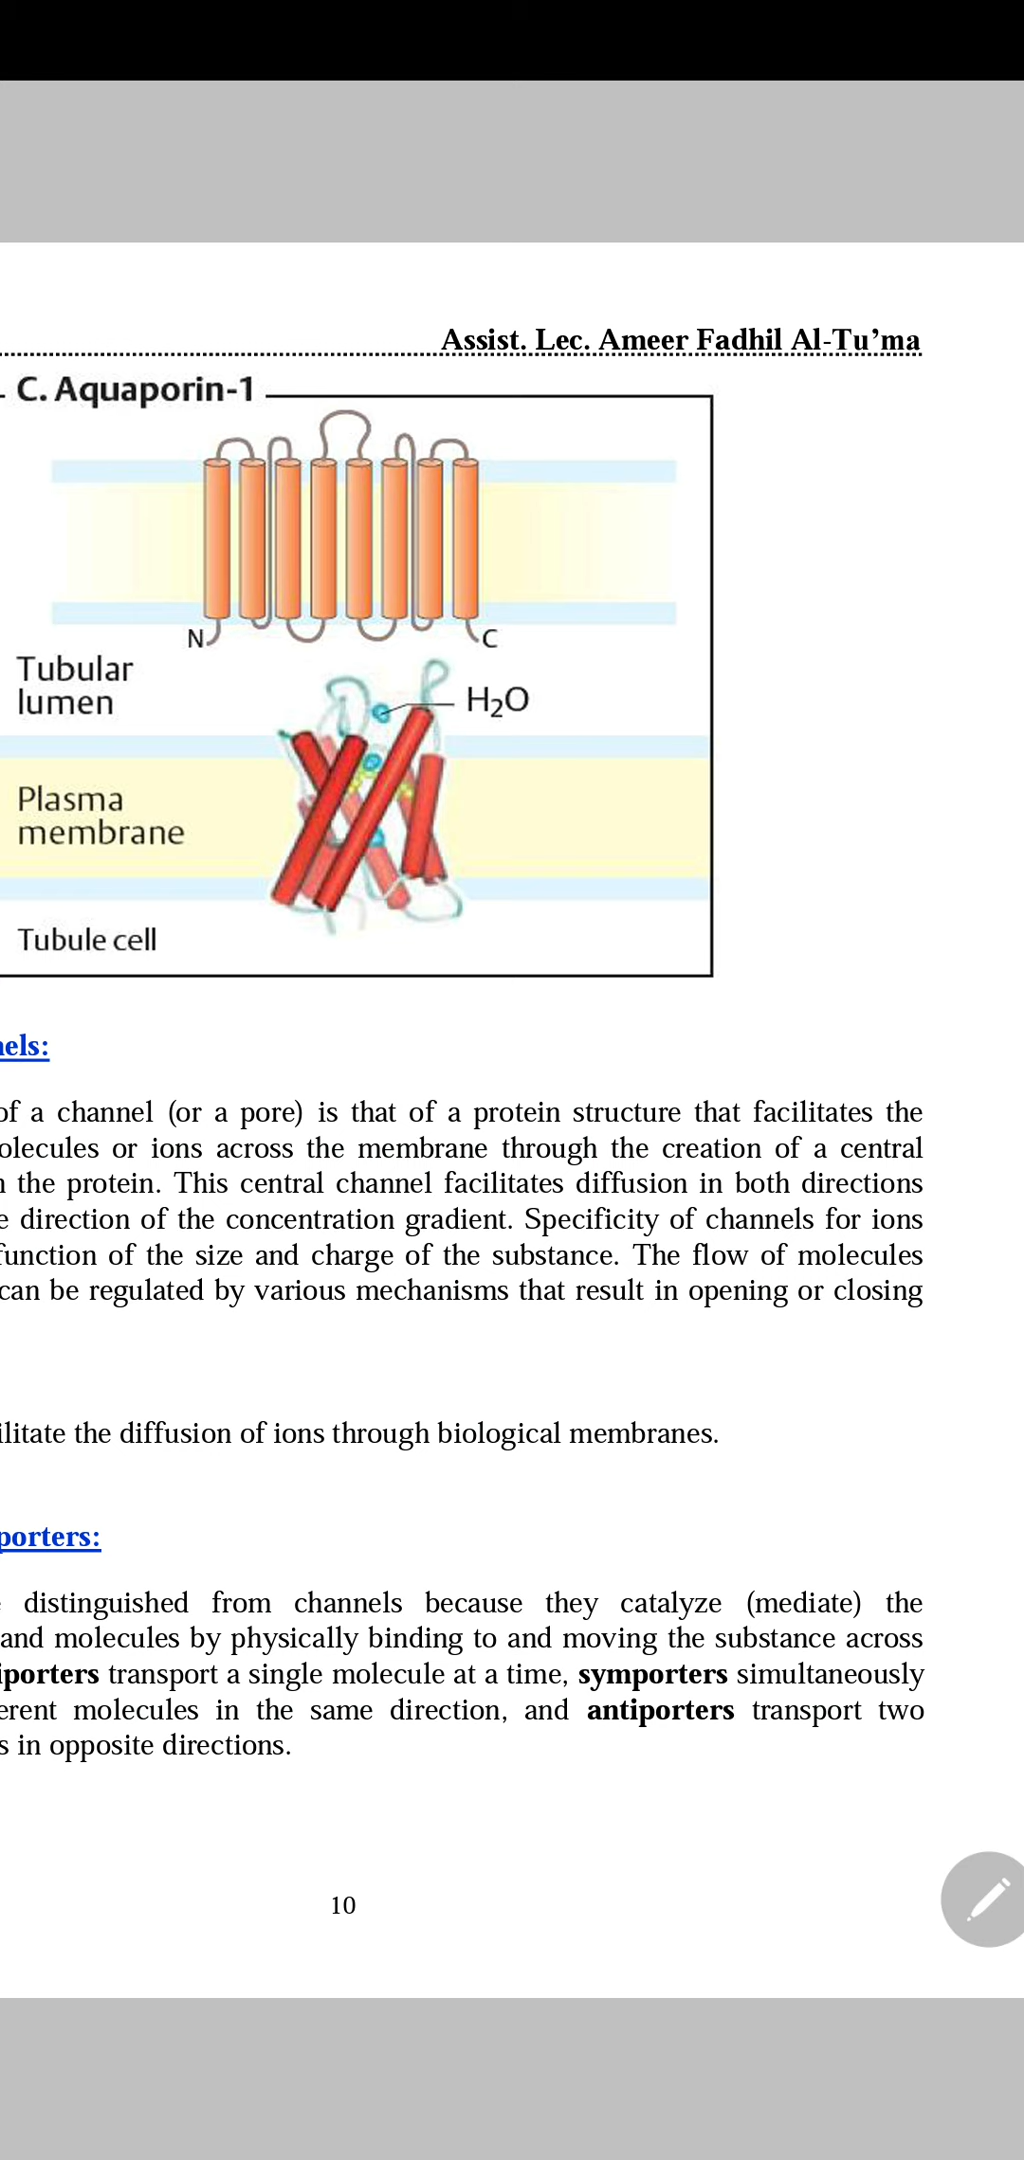 Assist. Lec. Ameer Fadhil Al-Tu’ma
C. Aquaporin-1
N
C
Tubular
lumen
H₂O
Plasma
membrane
Tubule cell
nels:
of a channel (or a pore) is that of a protein structure that facilitates the
olecules or ions across the membrane through the creation of a central
the protein. This central channel facilitates diffusion in both directions
e direction of the concentration gradient. Specificity of channels for ions
function of the size and charge of the substance. The flow of molecules
can be regulated by various mechanisms that result in opening or closing
ilitate the diffusion of ions through biological membranes.
porters:
distinguished from channels because they catalyze (mediate) the
and molecules by physically binding to and moving the substance across
iporters transport a single molecule at a time, symporters simultaneously
erent molecules in the same direction, and antiporters transport two
s in opposite directions.
10